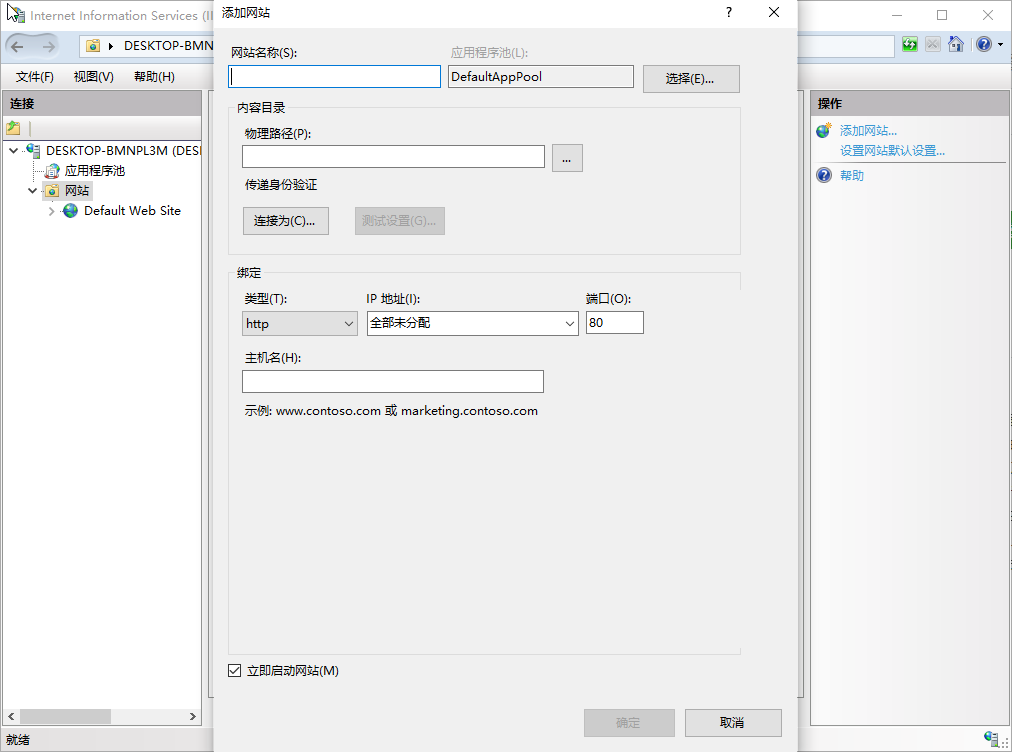 Internet Information Services (I
添加网站
?
DESKTOP-BMN
文件(F) 视图(V) 帮助(H)
连接
DESKTOP-BMNPL3M (DESI
应用程序池
网站
Default Web Site
就绪
网站名称(S):
应用程序池(L):
DefaultAppPool
选择(E)...
内容目录
物理路径(P):
...
传递身份验证
连接为(C)...
测试设置(G)...
绑定
类型(T):
IP 地址(I):
端口(O):
http
全部未分配
80
主机名(H):
示例: www.contoso.com 或 marketing.contoso.com
立即启动网站(M)
确定
取消
操作
添加网站...
设置网站默认设置...
帮助